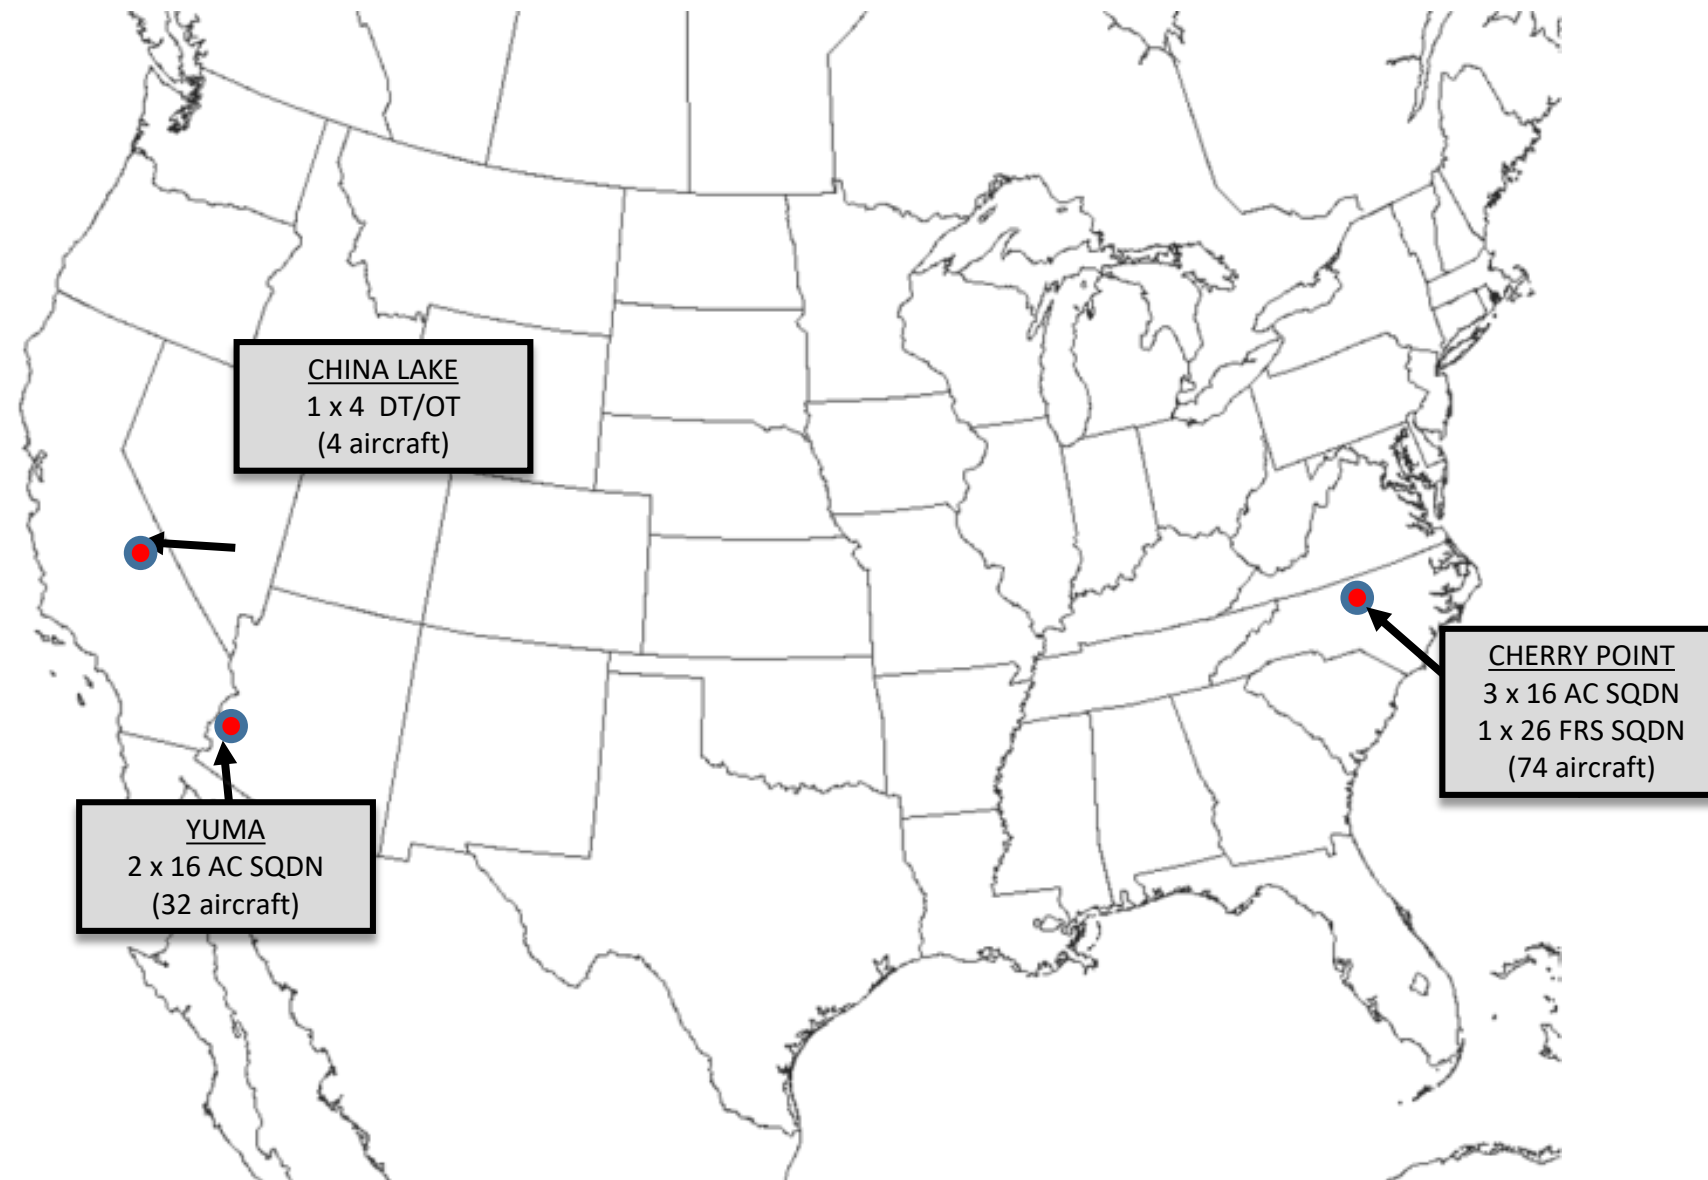 CHINA LAKE
1 x 4 DT/OT
(4 aircraft)
CHERRY POINT
3 x 16 AC SQDN
1 x 26 FRS SQDN
(74 aircraft)
YUMA
2 x 16 AC SQDN
(32 aircraft)